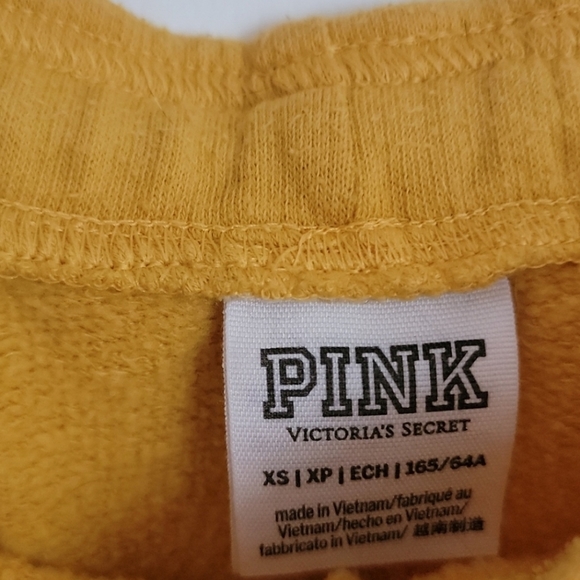 PINK
VICTORIA'S SECRET
XS | XP | ECH | 165/64A
made in Vietnam/fabriqué au
Vietnam/hecho en Vietnam/
fabbricato in Vietnam/ 越南制造